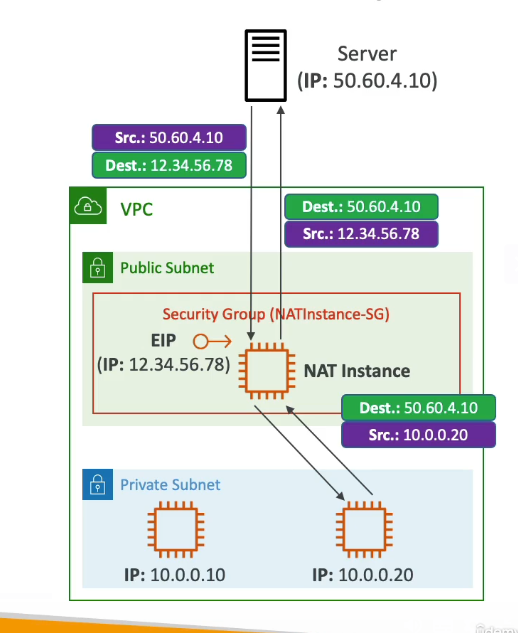 Server
(IP: 50.60.4.10)
Src.: 50.60.4.10
Dest.: 12.34.56.78
VPC
Dest.: 50.60.4.10
Src.: 12.34.56.78
Public Subnet
Security Group (NATInstance-SG)
EIP
(IP: 12.34.56.78)
NAT Instance
Dest.: 50.60.4.10
Src.: 10.0.0.20
Private Subnet
IP: 10.0.0.10
IP: 10.0.0.20